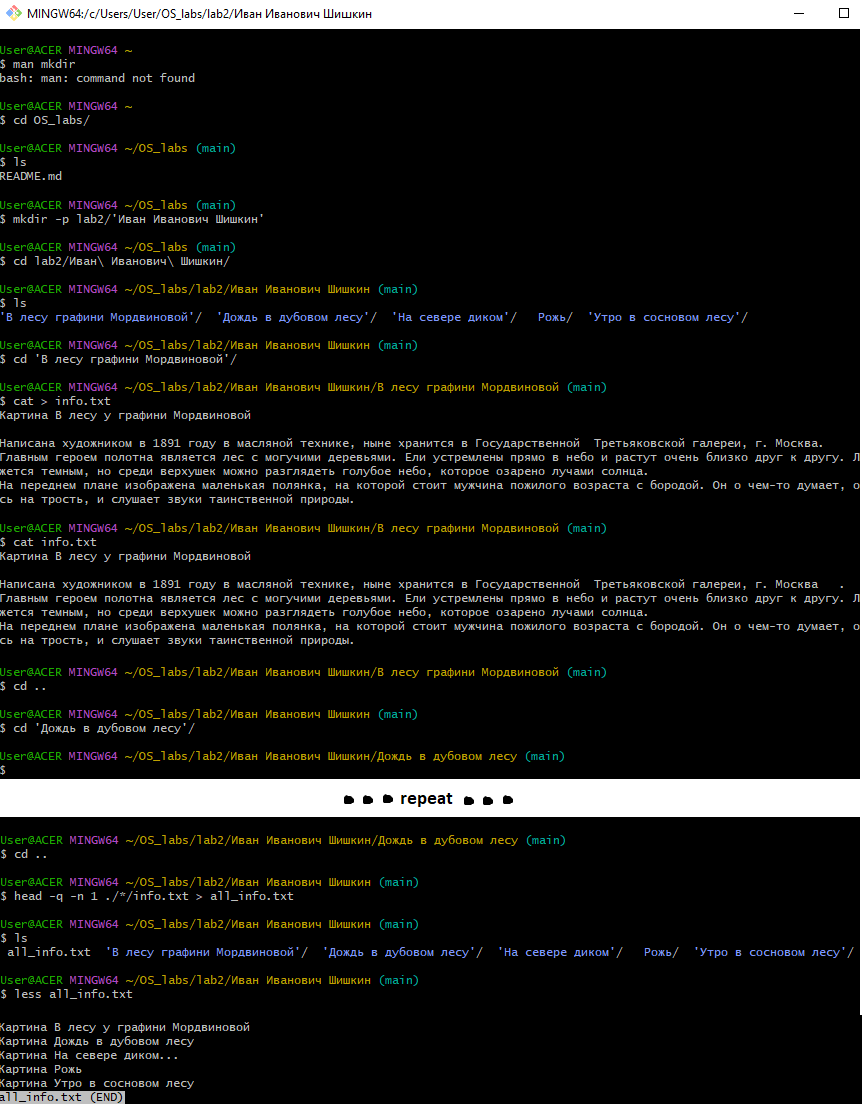 MINGW64:/c/Users/User/OS_labs/lab2/Иван Иванович Шишкин
User@ACER MINGW64 ~
$ man mkdir
bash: man: command not found
User@ACER MINGW64 ~
$ cd OS_labs/
User@ACER MINGW64 ~/OS_labs (main)
$ ls
README.md
User@ACER MINGW64 ~/OS_labs (main)
$ mkdir -p lab2/'Иван Иванович Шишкин'
User@ACER MINGW64 ~/OS_labs (main)
$ cd lab2/Иван\ Иванович\ Шишкин/
User@ACER MINGW64 ~/OS_labs/lab2/Иван Иванович Шишкин (main)
$ ls
'В лесу графини Мордвиновой'/  'Дождь в дубовом лесу'/  'На севере диком'/   Рожь/  'Утро в сосновом лесу'/
User@ACER MINGW64 ~/OS_labs/lab2/Иван Иванович Шишкин (main)
$ cd 'В лесу графини Мордвиновой'/
User@ACER MINGW64 ~/OS_labs/lab2/Иван Иванович Шишкин/В лесу графини Мордвиновой (main)
$ cat > info.txt
Картина В лесу у графини Мордвиновой
Написана художником в 1891 году в масляной технике, ныне хранится в Государственной  Третьяковской галереи, г. Москва.
Главным героем полотна является лес с могучими деревьями. Ели устремлены прямо в небо и растут очень близко друг к другу. Л
жется темным, но среди верхушек можно разглядеть голубое небо, которое озарено лучами солнца.
На переднем плане изображена маленькая полянка, на которой стоит мужчина пожилого возраста с бородой. Он о чем-то думает, о
сь на трость, и слушает звуки таинственной природы.
User@ACER MINGW64 ~/OS_labs/lab2/Иван Иванович Шишкин/В лесу графини Мордвиновой (main)
$ cat info.txt
Картина В лесу у графини Мордвиновой
Написана художником в 1891 году в масляной технике, ныне хранится в Государственной  Третьяковской галереи, г. Москва   .
Главным героем полотна является лес с могучими деревьями. Ели устремлены прямо в небо и растут очень близко друг к другу. Л
жется темным, но среди верхушек можно разглядеть голубое небо, которое озарено лучами солнца.
На переднем плане изображена маленькая полянка, на которой стоит мужчина пожилого возраста с бородой. Он о чем-то думает, о
сь на трость, и слушает звуки таинственной природы.
User@ACER MINGW64 ~/OS_labs/lab2/Иван Иванович Шишкин/В лесу графини Мордвиновой (main)
$ cd ..
User@ACER MINGW64 ~/OS_labs/lab2/Иван Иванович Шишкин (main)
$ cd 'Дождь в дубовом лесу'/
User@ACER MINGW64 ~/OS_labs/lab2/Иван Иванович Шишкин/Дождь в дубовом лесу (main)
$
• • • repeat • • •
User@ACER MINGW64 ~/OS_labs/lab2/Иван Иванович Шишкин/Дождь в дубовом лесу (main)
$ cd ..
User@ACER MINGW64 ~/OS_labs/lab2/Иван Иванович Шишкин (main)
$ head -q -n 1 ./*/info.txt > all_info.txt
User@ACER MINGW64 ~/OS_labs/lab2/Иван Иванович Шишкин (main)
$ ls
all_info.txt  'В лесу графини Мордвиновой'/  'Дождь в дубовом лесу'/  'На севере диком'/   Рожь/  'Утро в сосновом лесу'/
User@ACER MINGW64 ~/OS_labs/lab2/Иван Иванович Шишкин (main)
$ less all_info.txt
Картина В лесу у графини Мордвиновой
Картина Дождь в дубовом лесу
Картина На севере диком...
Картина Рожь
Картина Утро в сосновом лесу
all_info.txt (END)